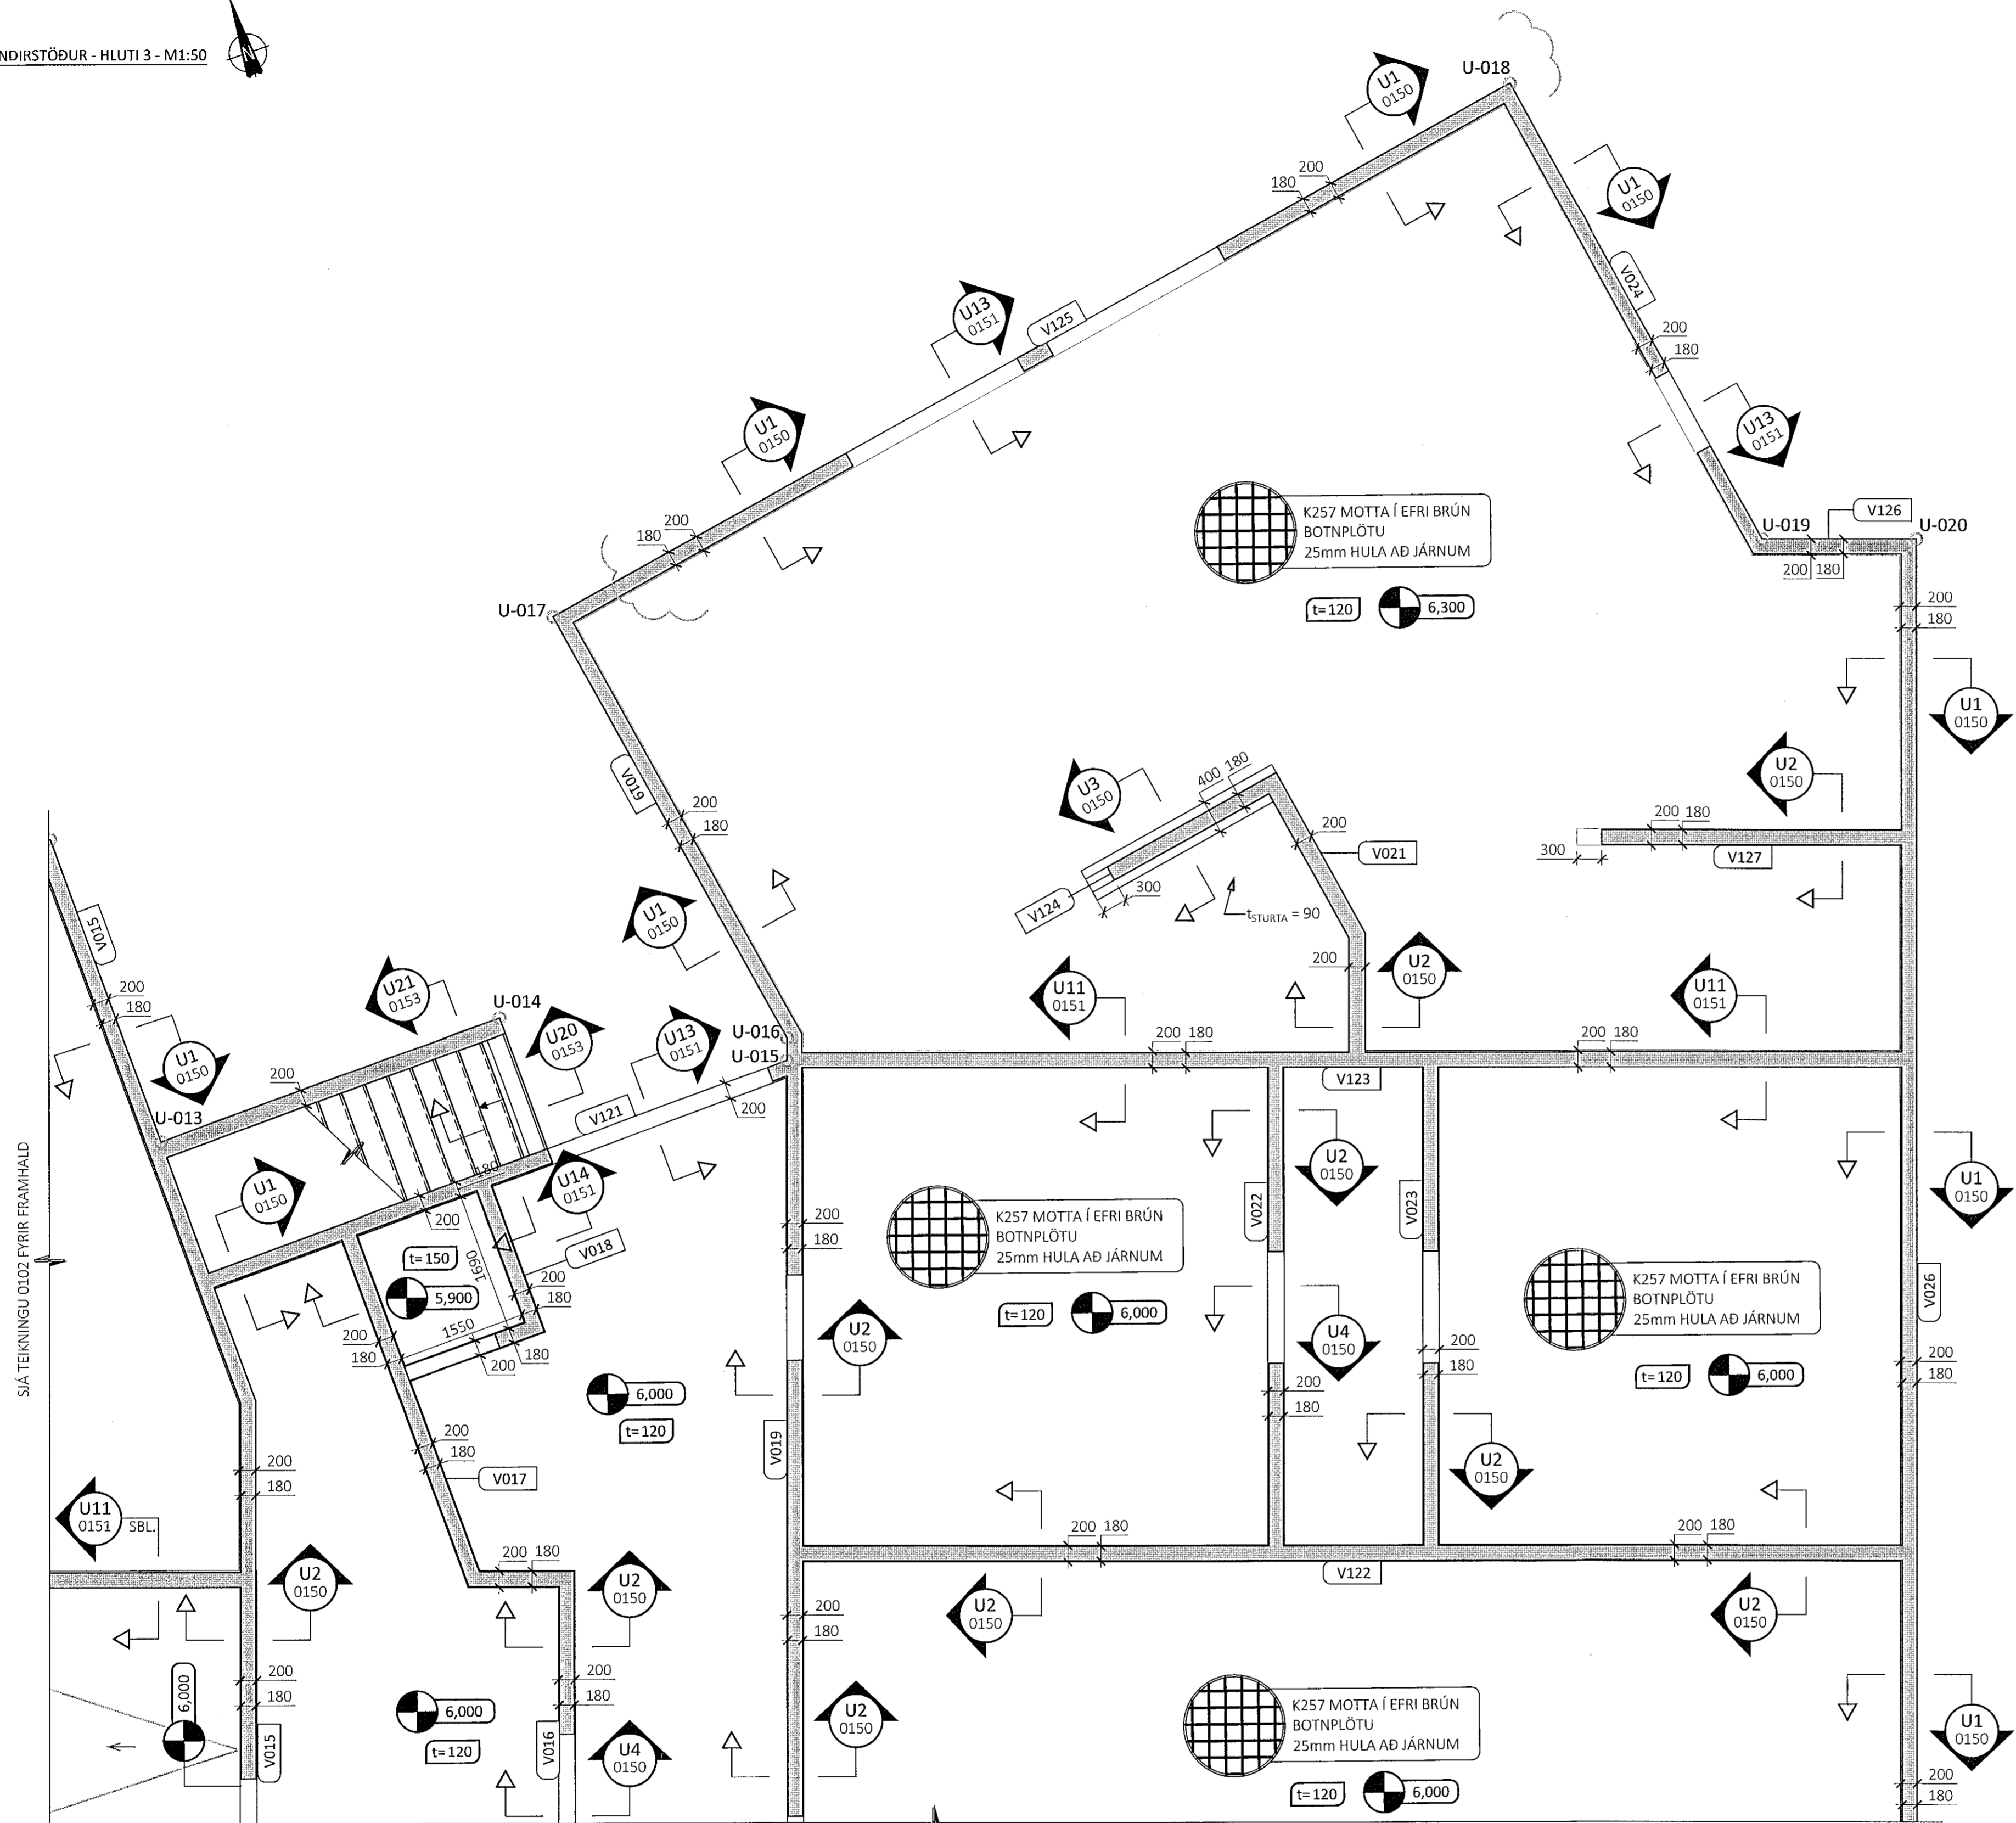 NDIRSTÖÐUR - HLUTI 3 - M1:50
N
U-018
U1
0150
200
180
U1
0150
V024
U13
0151
V125
200
180
U1
0150
U13
0151
200
180
K257 MOTTA Í EFRI BRÚN
BOTNPLÖTU
25mm HULA AÐ JÁRNUM
t=120
6,300
U-019
V126
U-020
200
180
U-017
200
180
U1
0150
V019
200
180
U3
0150
400
180
200
V021
V124
300
tSTURTA = 90
U2
0150
200
180
300
V127
U1
0150
V015
200
180
U21
0153
U-014
U20
0153
U13
0151
U-016
U-015
200
U2
0150
U11
0151
U11
0151
200
180
200
180
U1
0150
U-013
200
V121
200
V123
SJÁ TEIKNINGU 0102 FYRIR FRAMHALD
U1
0150
180
200
U14
0151
V018
t=150
5,900
1690
1550
200
180
200
180
200
180
200
180
K257 MOTTA Í EFRI BRÚN
BOTNPLÖTU
25mm HULA AÐ JÁRNUM
t=120
6,000
V022
U2
0150
V023
U1
0150
K257 MOTTA Í EFRI BRÚN
BOTNPLÖTU
25mm HULA AÐ JÁRNUM
t=120
6,000
V026
U2
0150
U4
0150
200
180
200
180
200
180
6,000
t=120
V019
200
180
V017
U2
0150
200
180
U11
0151
SBL.
200
180
200
180
200
180
V122
U2
0150
200
180
U2
0150
200
180
U2
0150
U2
0150
200
180
6,000
V015
6,000
t=120
200
180
V016
U4
0150
U2
0150
K257 MOTTA Í EFRI BRÚN
BOTNPLÖTU
25mm HULA AÐ JÁRNUM
t=120
6,000
U1
0150
200
180